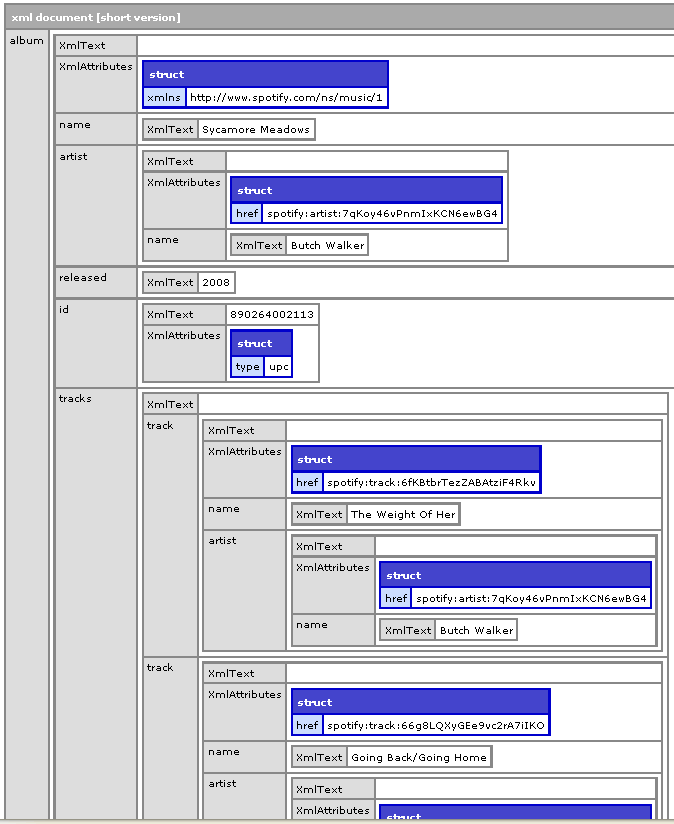 xml document [short version]
album
XmlText
XmlAttributes
struct
xmlns http://www.spotify.com/ns/music/1
name
XmlText Sycamore Meadows
artist
XmlText
XmlAttributes
struct
href spotify:artist:7qKoy46vPnmIxKCN6ewBG4
name
XmlText Butch Walker
released
XmlText 2008
id
XmlText 890264002113
XmlAttributes
struct
type upc
tracks
XmlText
track
XmlText
XmlAttributes
struct
href spotify:track:6fKBtbrTezZABAtziF4Rkv
name
XmlText The Weight Of Her
artist
XmlText
XmlAttributes
struct
href spotify:artist:7qKoy46vPnmIxKCN6ewBG4
name
XmlText Butch Walker
track
XmlText
XmlAttributes
struct
href spotify:track:66g8LQXyGEe9vc2rA7iIKO
name
XmlText Going Back/Going Home
artist
XmlText
XmlAttributes
struct